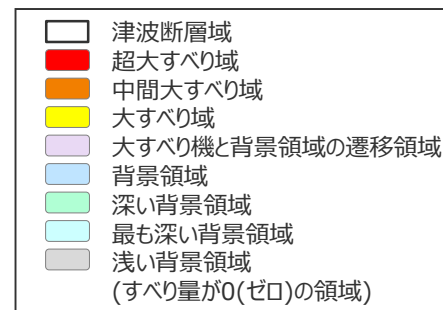 津波断層域
超大すべり域
中間大すべり域
大すべり域
大すべり機と背景領域の遷移領域
背景領域
深い背景領域
最も深い背景領域
浅い背景領域
(すべり量が0(ゼロ)の領域)